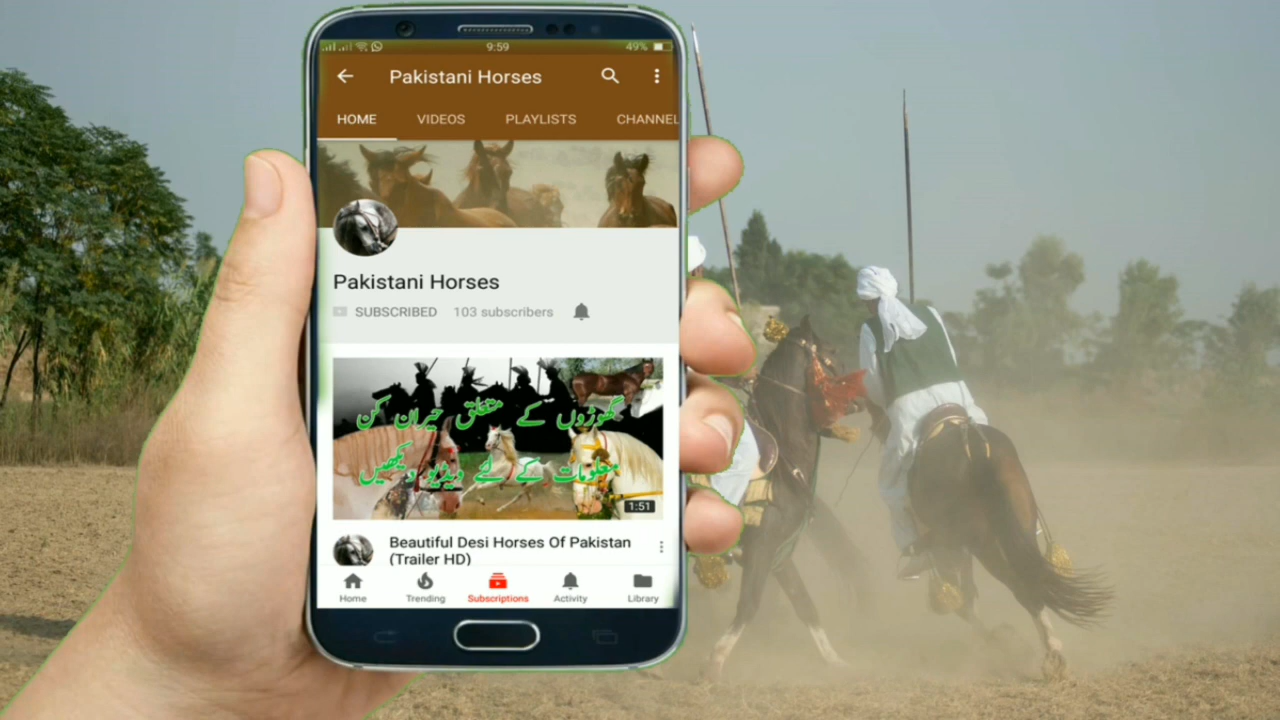 9:59
49%
Pakistani Horses
HOME VIDEOS PLAYLISTS CHANNEL
Pakistani Horses
SUBSCRIBED 103 subscribers
گھوڑوں کے متعلق حیران کن
معلومات کے لئے ویڈیو دیکھیں
1:51
Beautiful Desi Horses Of Pakistan
(Trailer HD)
Home Trending Subscriptions Activity Library